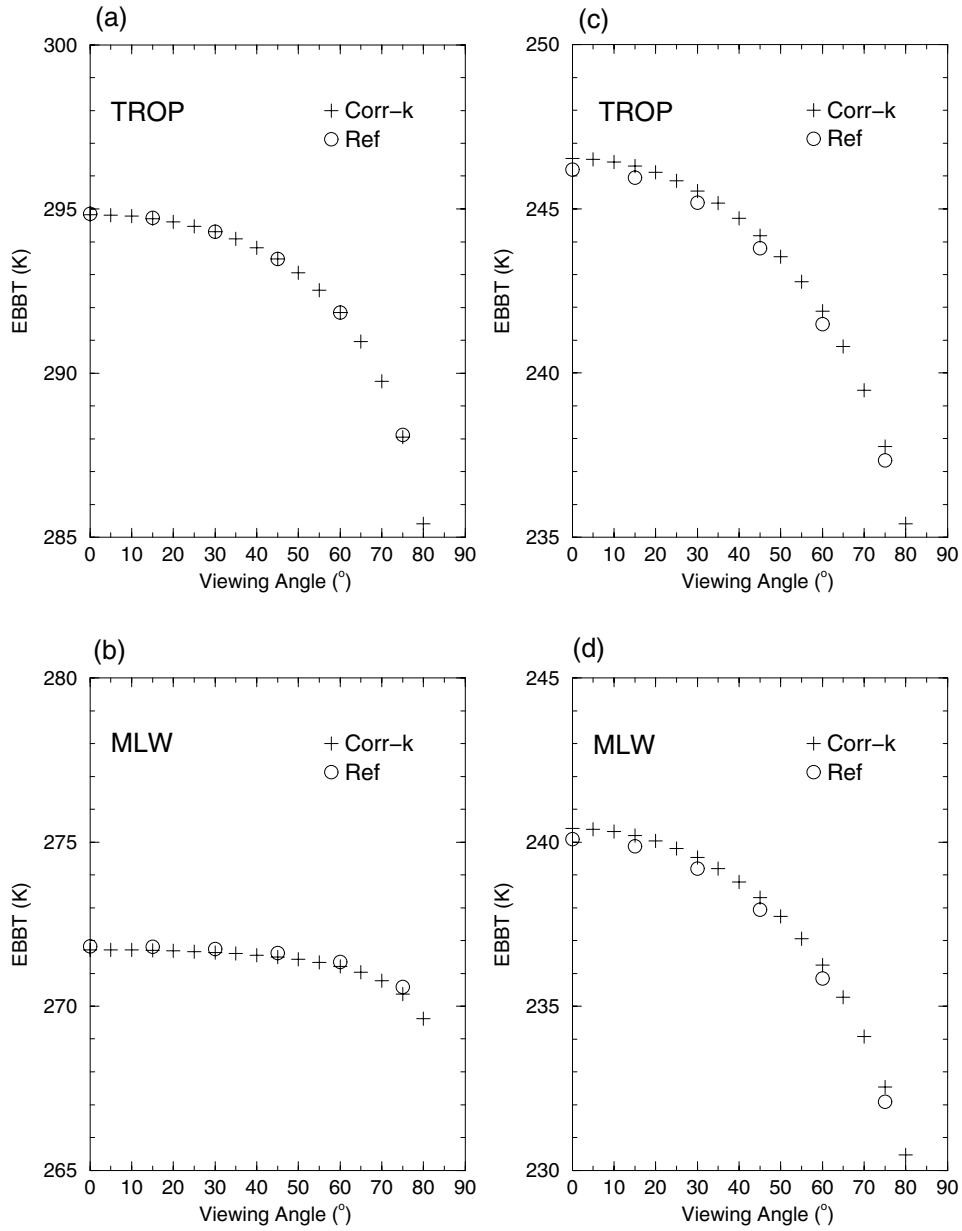 (a)
300
295
290
285
EBBT (K)
TROP
Corr−k
Ref
0 10 20 30 40 50 60 70 80 90
Viewing Angle (°)
(c)
250
245
240
235
EBBT (K)
TROP
Corr−k
Ref
0 10 20 30 40 50 60 70 80 90
Viewing Angle (°)
(b)
280
275
270
265
EBBT (K)
MLW
Corr−k
Ref
0 10 20 30 40 50 60 70 80 90
Viewing Angle (°)
(d)
245
240
235
230
EBBT (K)
MLW
Corr−k
Ref
0 10 20 30 40 50 60 70 80 90
Viewing Angle (°)